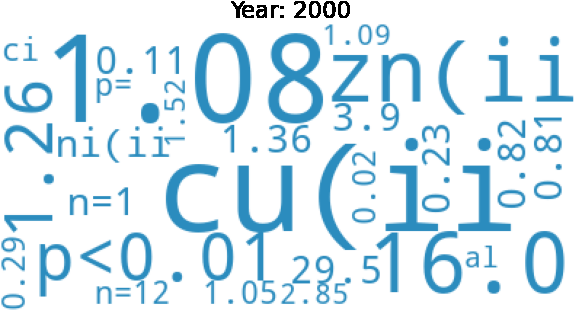 Year: 2000
ci
1.08
0.11
p=
1.52
1.09
zn(ii
3.9
1.26
ni(ii
1.36
cu(ii
0.02
0.23
0.82
0.81
n=1
0.29
p<0.01
29.5
16.0
al
n=12
1.05
2.85